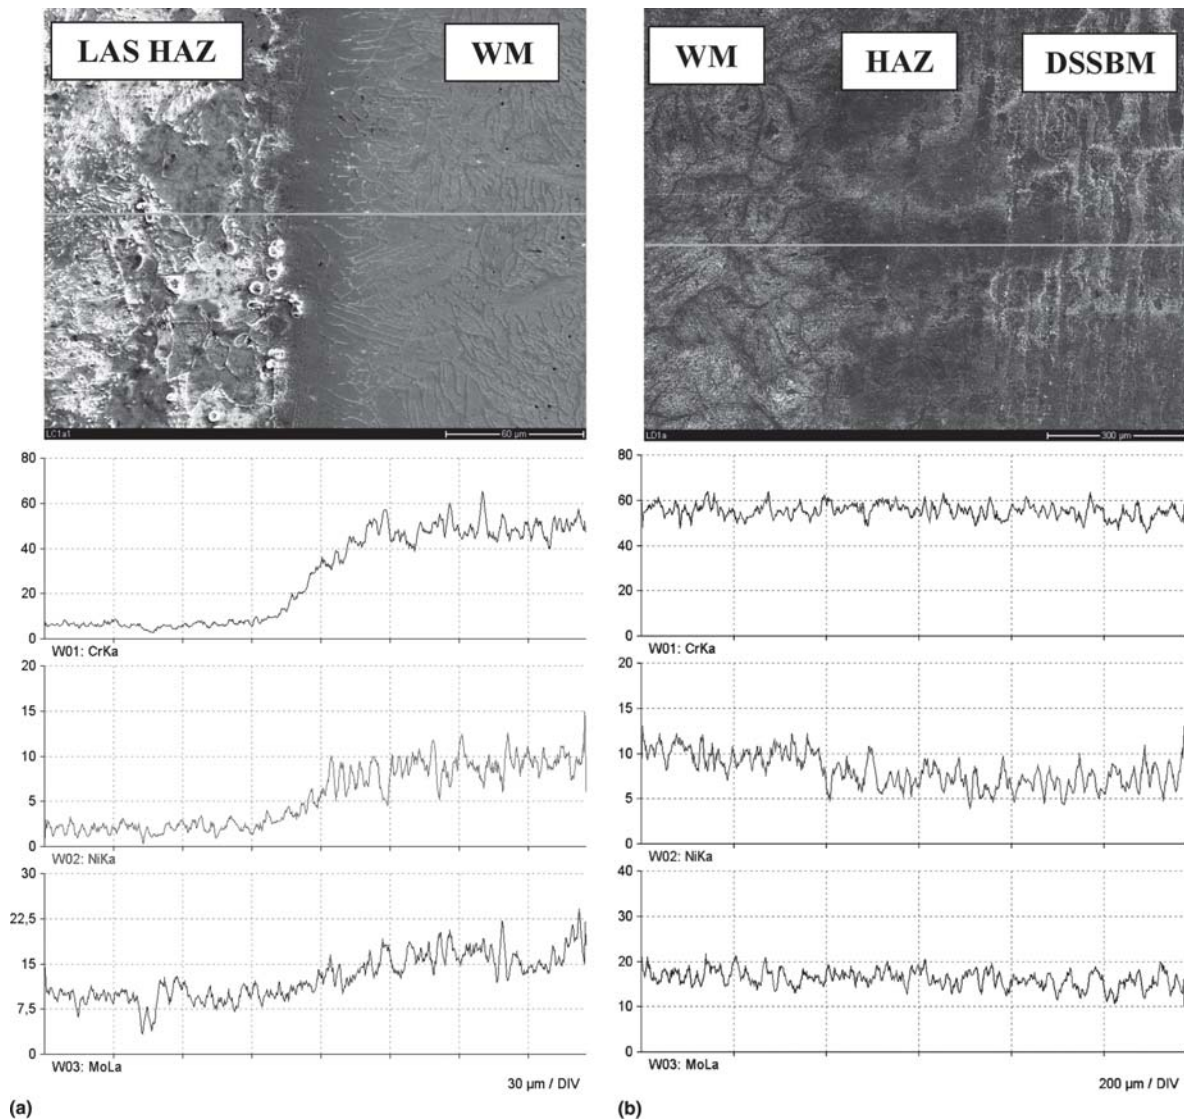 LAS HAZ
WM
LC1a1
60 µm
80
60
40
20
0
W01: CrKa
20
15
10
5
0
W02: NiKa
30
22,5
15
7,5
0
W03: MoLa
30 µm / DIV
(a)
WM
HAZ
DSSBM
LD1a
300 µm
80
60
40
20
0
W01: CrKa
20
15
10
5
0
W02: NiKa
40
30
20
10
0
W03: MoLa
200 µm / DIV
(b)